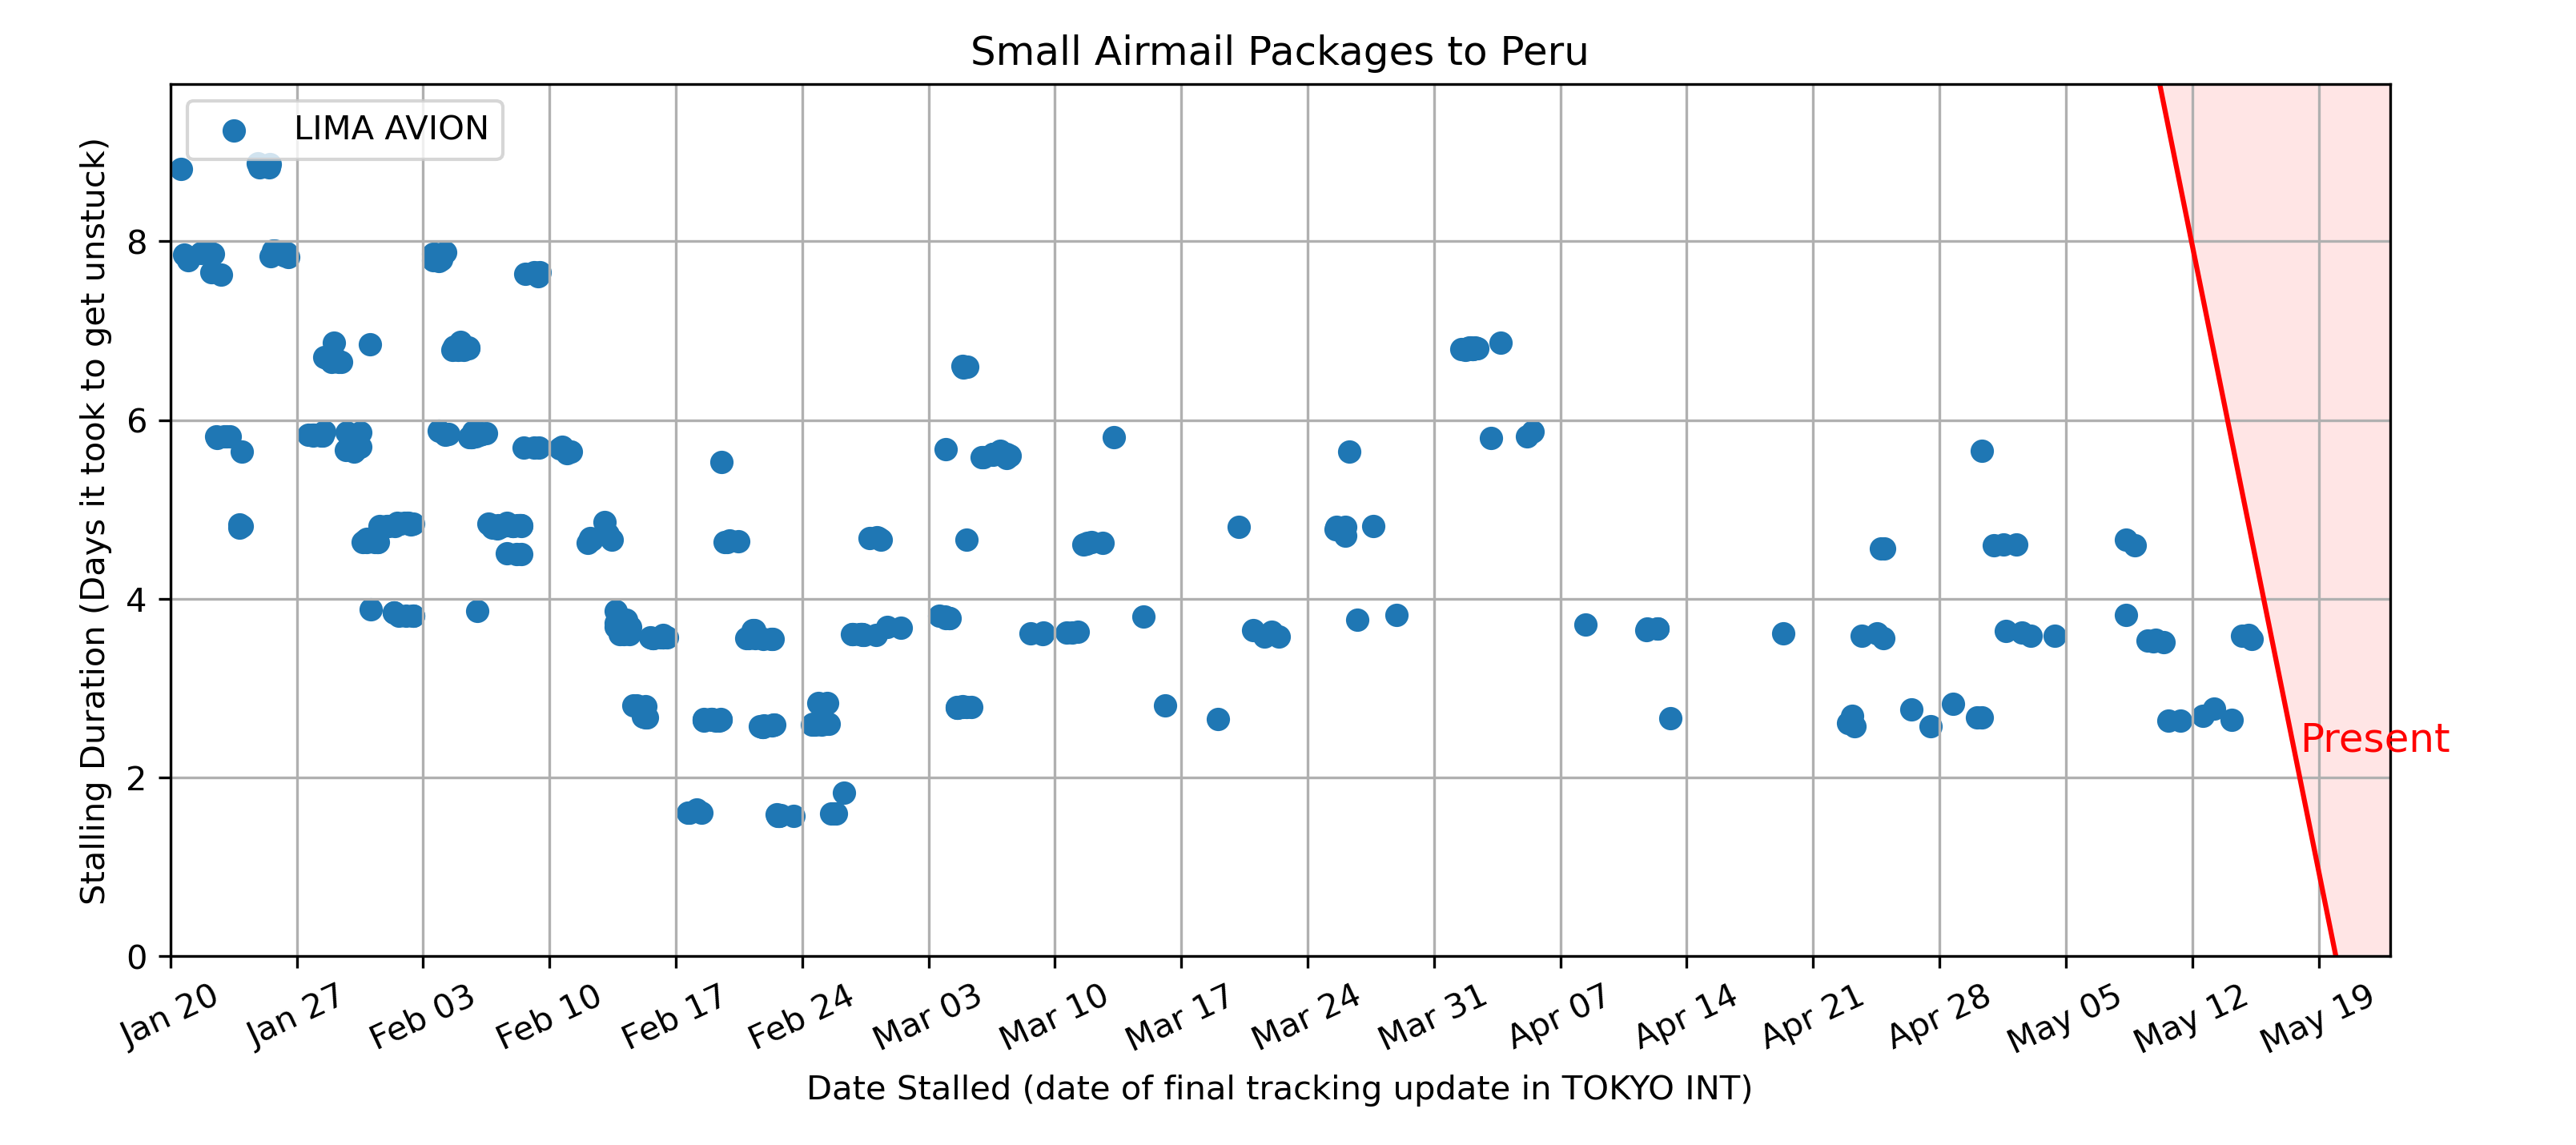 Small Airmail Packages to Peru
LIMA AVION
Stalling Duration (Days it took to get unstuck)
8
6
4
2
0
Present
Jan 20
Jan 27
Feb 03
Feb 10
Feb 17
Feb 24
Mar 03
Mar 10
Mar 17
Mar 24
Mar 31
Apr 07
Apr 14
Apr 21
Apr 28
May 05
May 12
May 19
Date Stalled (date of final tracking update in TOKYO INT)